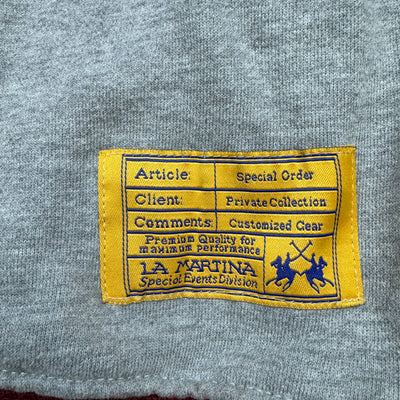 Article: Special Order
Client: Private Collection
Comments: Customized Gear
Premium Quality for
maximum performance
LA MARTINA
Special Events Division